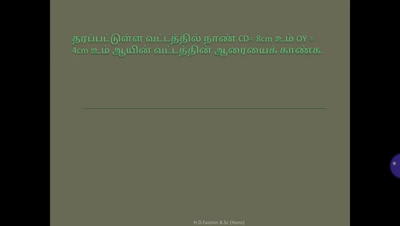 தரப்பட்டுள்ள வட்டத்தில் நாண் CD= 8cm உம் OY =
4cm உம் ஆயின் வட்டத்தின் ஆரையைக் காண்க.